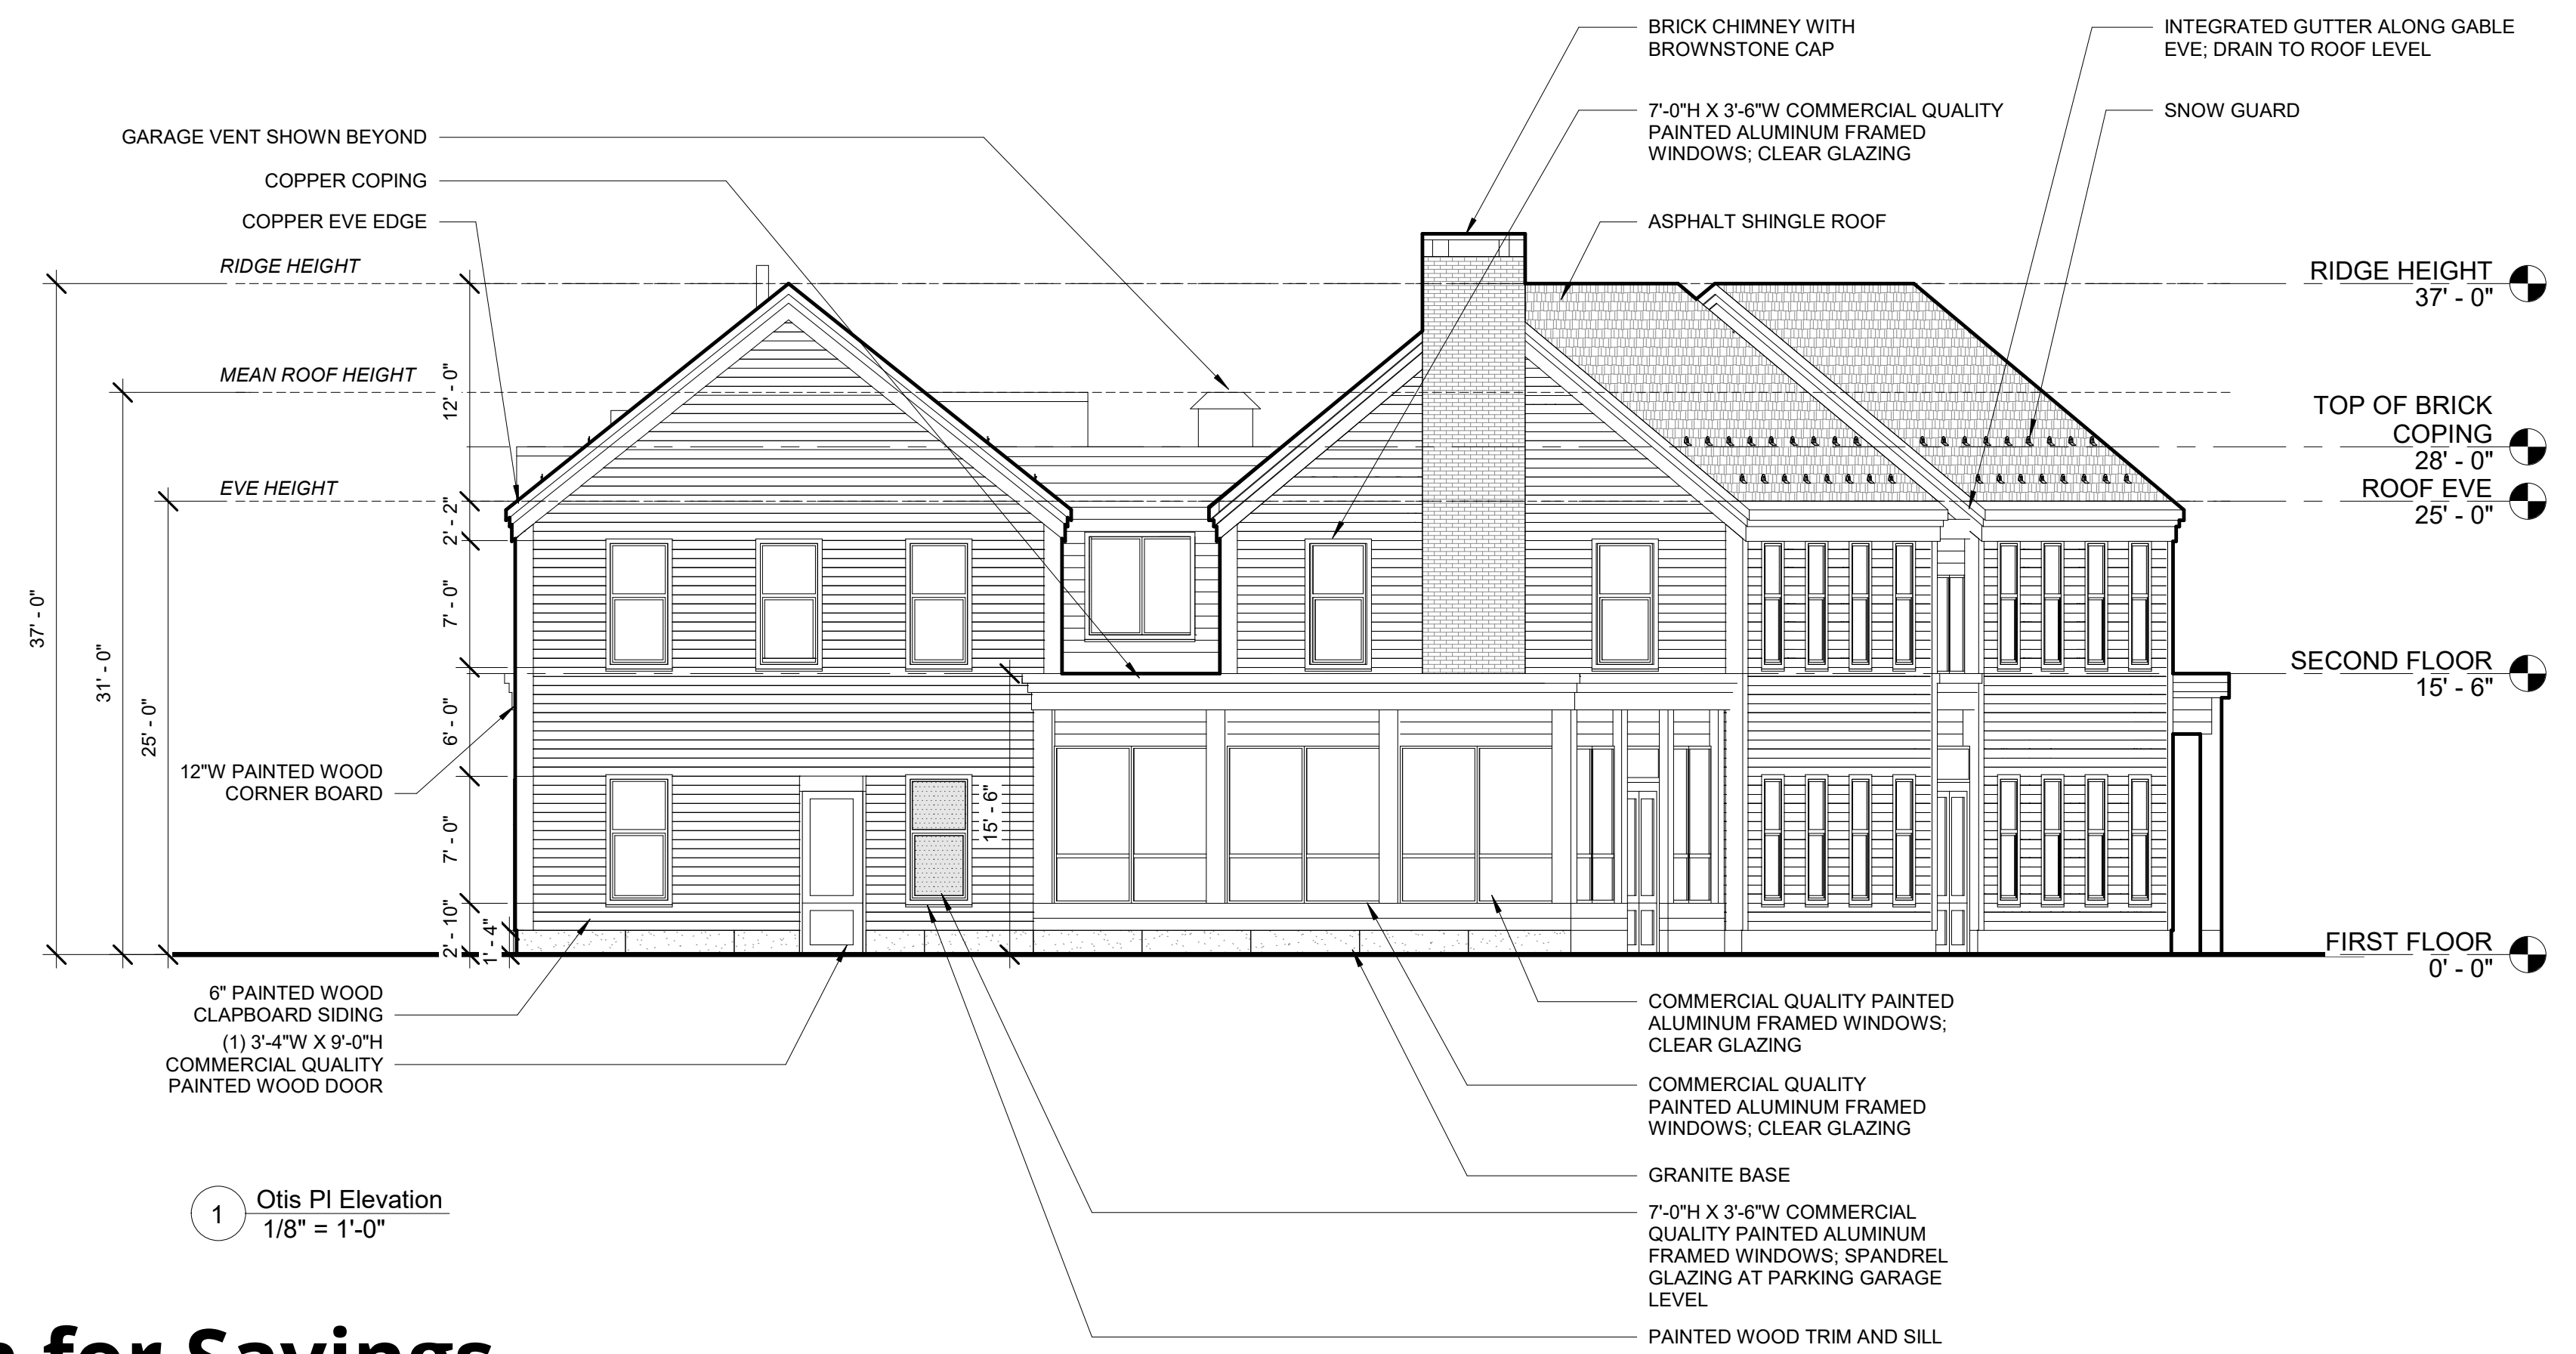 BRICK CHIMNEY WITH
BROWNSTONE CAP
INTEGRATED GUTTER ALONG GABLE
EVE; DRAIN TO ROOF LEVEL
7'-0"H X 3'-6"W COMMERCIAL QUALITY
PAINTED ALUMINUM FRAMED
WINDOWS; CLEAR GLAZING
SNOW GUARD
GARAGE VENT SHOWN BEYOND
COPPER COPING
COPPER EVE EDGE
ASPHALT SHINGLE ROOF
RIDGE HEIGHT
MEAN ROOF HEIGHT
EVE HEIGHT
RIDGE HEIGHT
37' - 0"
TOP OF BRICK
COPING
28' - 0"
ROOF EVE
25' - 0"
SECOND FLOOR
15' - 6"
FIRST FLOOR
0' - 0"
37' - 0"
31' - 0"
25' - 0"
12' - 0"
2' - 2"
7' - 0"
6' - 0"
7' - 0"
2' - 10"
1' - 4"
15' - 6"
12"W PAINTED WOOD
CORNER BOARD
6" PAINTED WOOD
CLAPBOARD SIDING
(1) 3'-4"W X 9'-0"H
COMMERCIAL QUALITY
PAINTED WOOD DOOR
COMMERCIAL QUALITY PAINTED
ALUMINUM FRAMED WINDOWS;
CLEAR GLAZING
COMMERCIAL QUALITY
PAINTED ALUMINUM FRAMED
WINDOWS; CLEAR GLAZING
GRANITE BASE
7'-0"H X 3'-6"W COMMERCIAL
QUALITY PAINTED ALUMINUM
FRAMED WINDOWS; SPANDREL
GLAZING AT PARKING GARAGE
LEVEL
PAINTED WOOD TRIM AND SILL
1
Otis Pl Elevation
1/8" = 1'-0"
for Savings